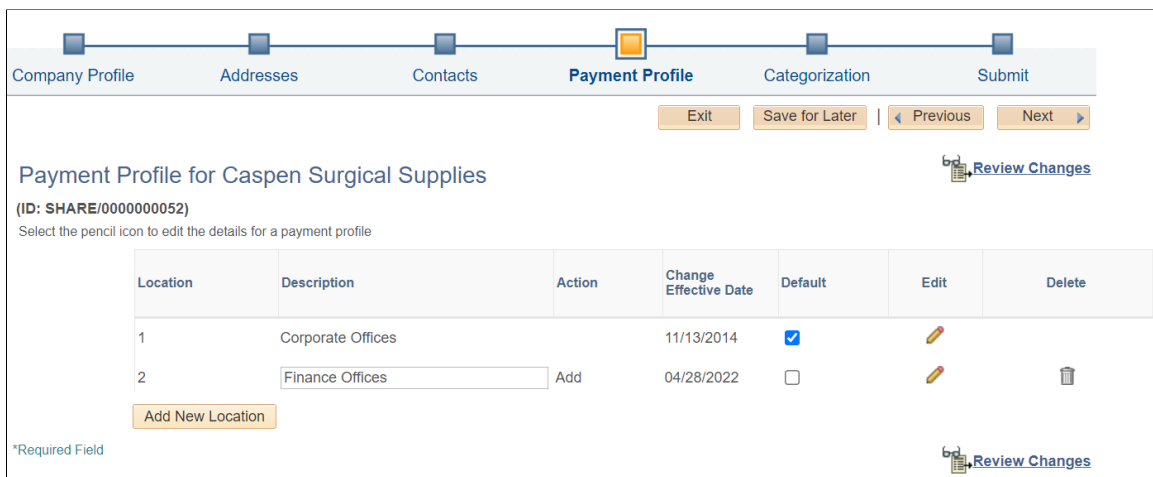 Company Profile Addresses Contacts Payment Profile Categorization Submit
Exit Save for Later | Previous Next
Review Changes
Payment Profile for Caspen Surgical Supplies
(ID: SHARE/0000000052)
Select the pencil icon to edit the details for a payment profile
Location Description Action Change Effective Date Default Edit Delete
1 Corporate Offices 11/13/2014
2 Finance Offices Add 04/28/2022
Add New Location
*Required Field
Review Changes